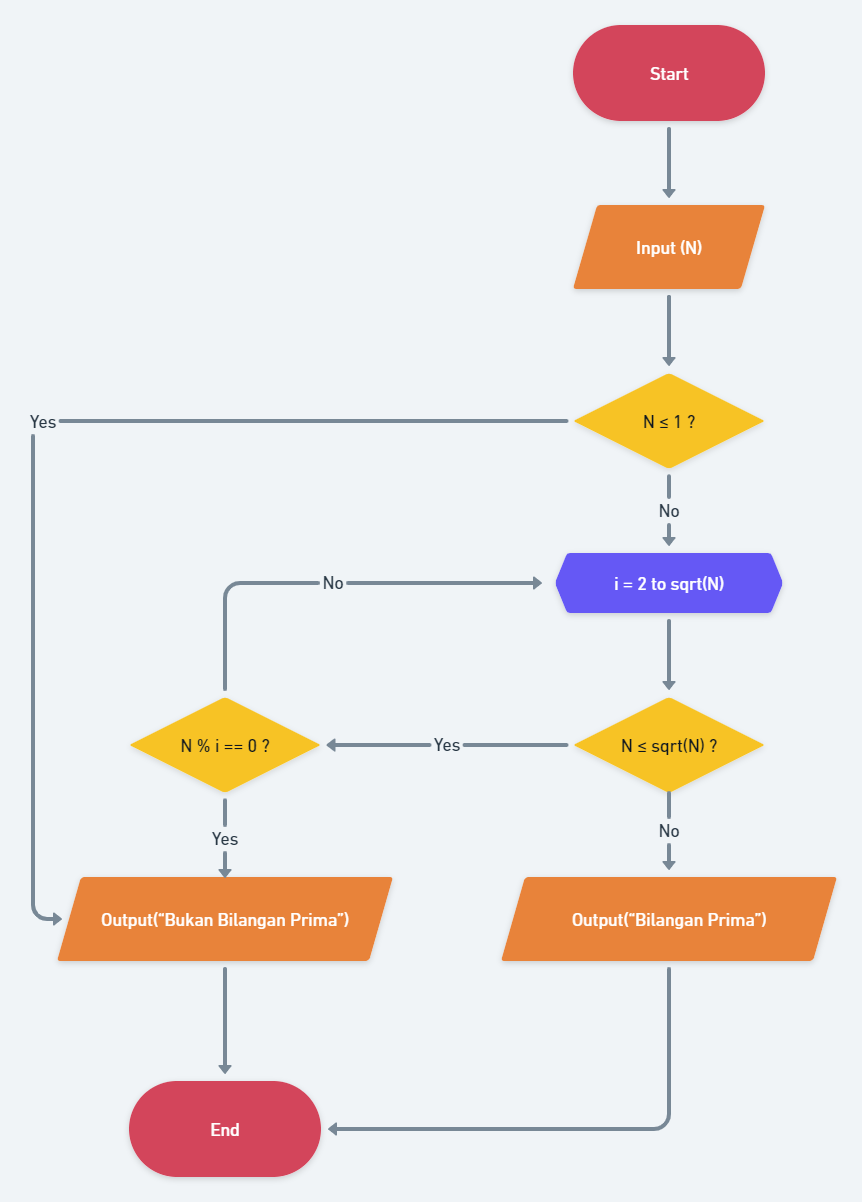 Start
Input (N)
N ≤ 1 ?
Yes
No
i = 2 to sqrt(N)
No
N % i == 0 ?
Yes
N ≤ sqrt(N) ?
Yes
No
Output(“Bukan Bilangan Prima”)
Output("Bilangan Prima”)
End